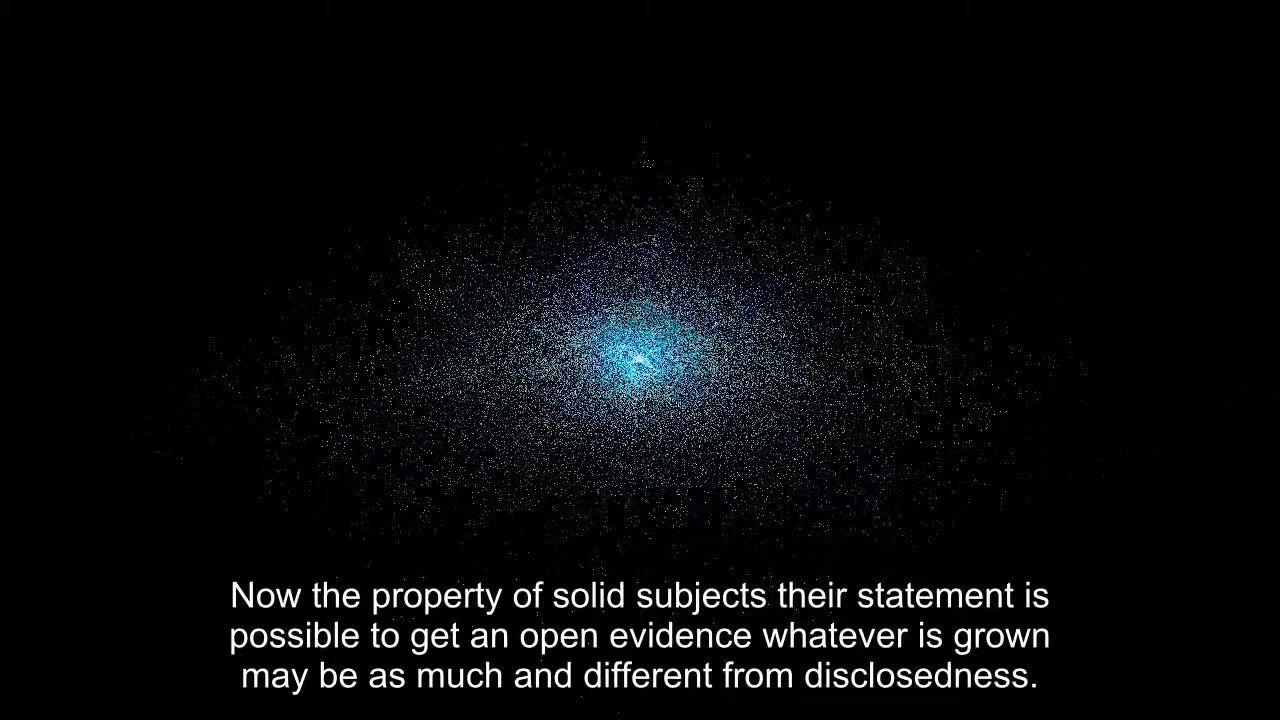 Now the property of solid subjects their statement is
possible to get an open evidence whatever is grown
may be as much and different from disclosedness.